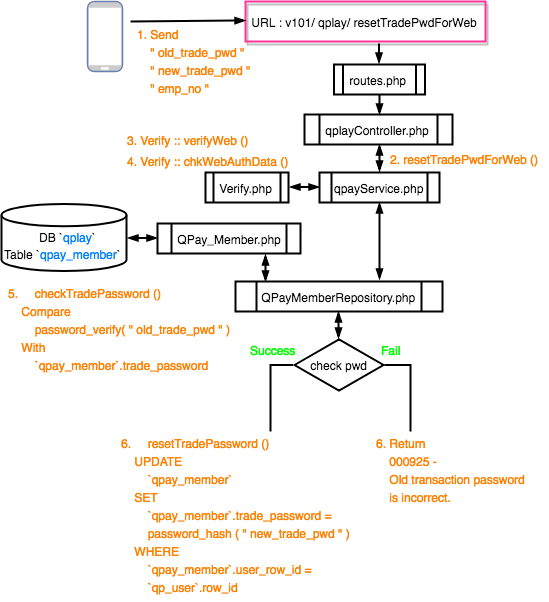 URL : v101/ qplay/ resetTradePwdForWeb
1. Send
" old_trade_pwd "
" new_trade_pwd "
" emp_no "
routes.php
qplayController.php
3. Verify :: verifyWeb ()
4. Verify :: chkWebAuthData ()
2. resetTradePwdForWeb ()
Verify.php
qpayService.php
DB `qplay`
Table `qpay_member`
QPay_Member.php
QPayMemberRepository.php
5. checkTradePassword ()
Compare
password_verify( " old_trade_pwd " )
With
`qpay_member`.trade_password
Success
Fail
check pwd
6. resetTradePassword ()
UPDATE
`qpay_member`
SET
`qpay_member`.trade_password =
password_hash ( " new_trade_pwd " )
WHERE
`qpay_member`.user_row_id =
`qp_user`.row_id
6. Return
000925 -
Old transaction password
is incorrect.